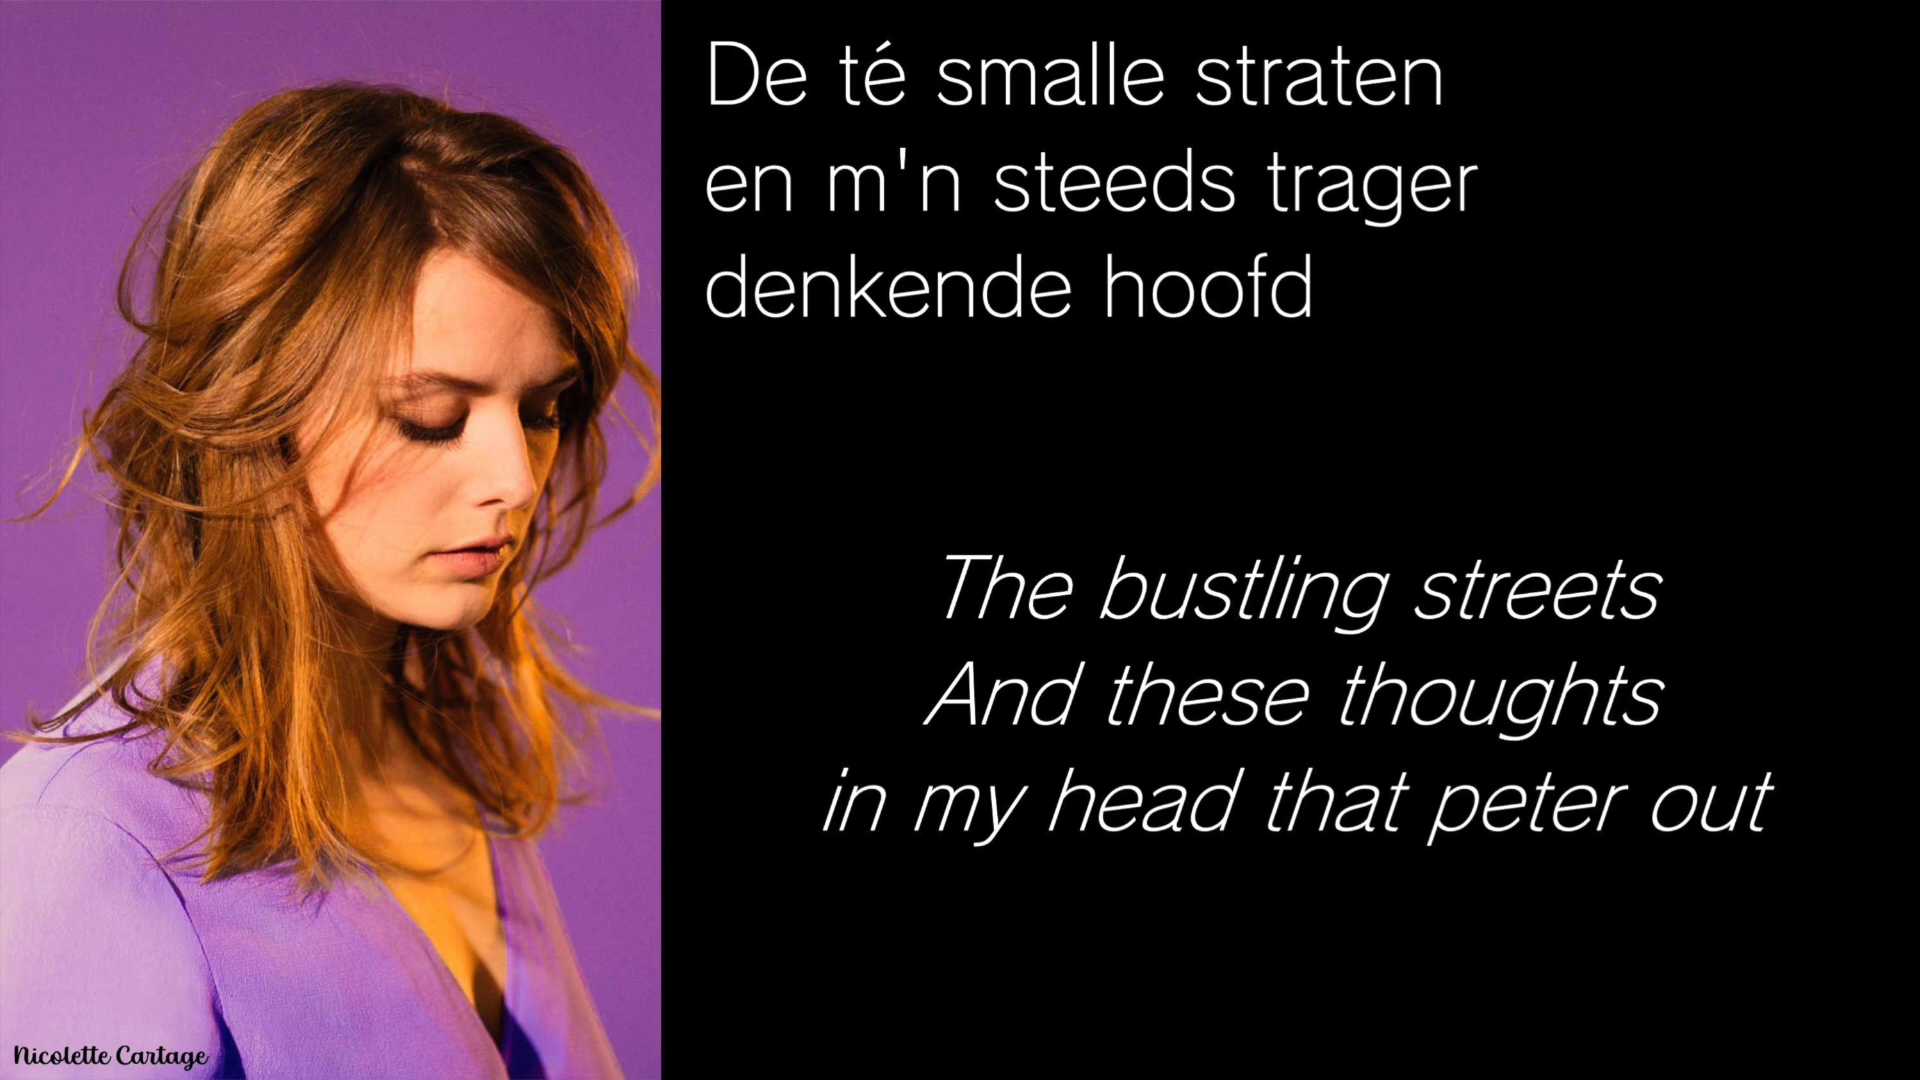 De té smalle straten
en m'n steeds trager
denkende hoofd
The bustling streets
And these thoughts
in my head that peter out
Nicolette Cartage